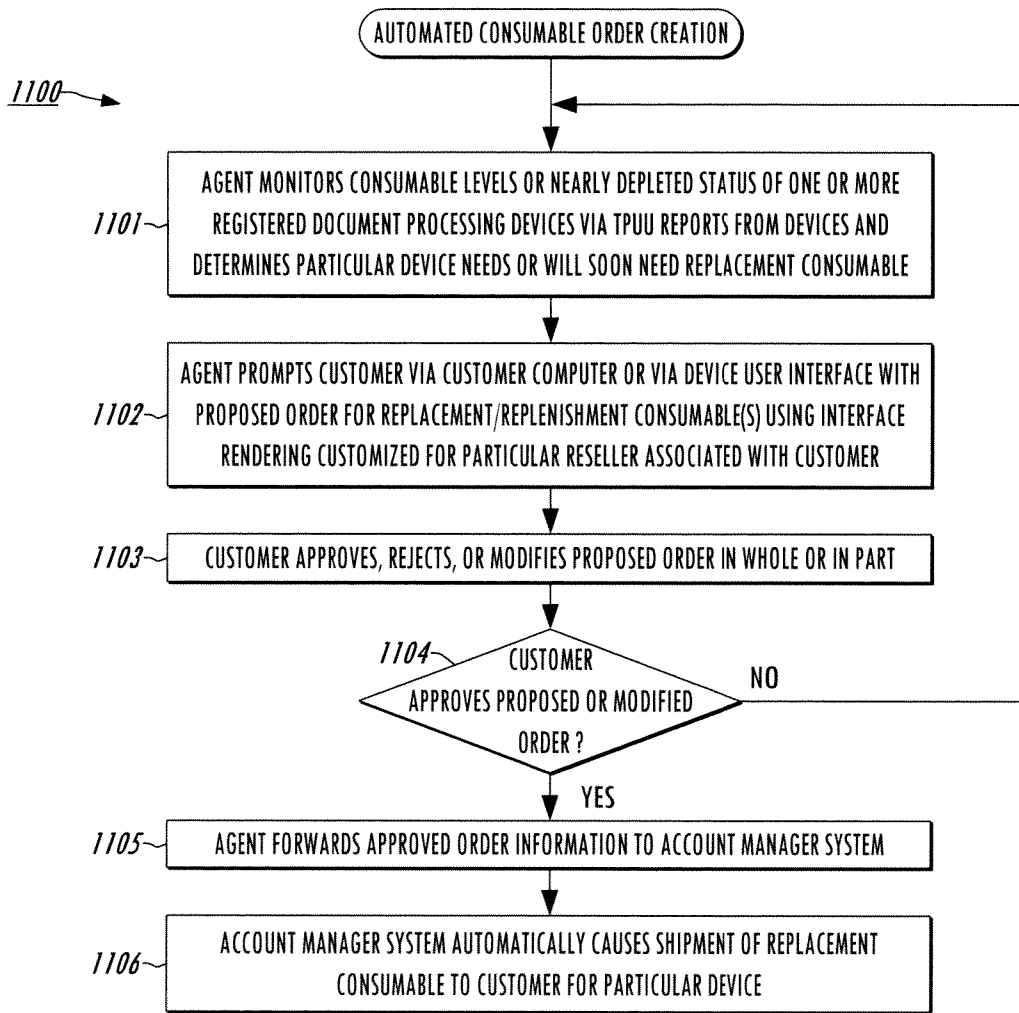 AUTOMATED CONSUMABLE ORDER CREATION
1100
1101
AGENT MONITORS CONSUMABLE LEVELS OR NEARLY DEPLETED STATUS OF ONE OR MORE
REGISTERED DOCUMENT PROCESSING DEVICES VIA TPUU REPORTS FROM DEVICES AND
DETERMINES PARTICULAR DEVICE NEEDS OR WILL SOON NEED REPLACEMENT CONSUMABLE
1102
AGENT PROMPTS CUSTOMER VIA CUSTOMER COMPUTER OR VIA DEVICE USER INTERFACE WITH
PROPOSED ORDER FOR REPLACEMENT/REPLENISHMENT CONSUMABLE(S) USING INTERFACE
RENDERING CUSTOMIZED FOR PARTICULAR RESELLER ASSOCIATED WITH CUSTOMER
1103
CUSTOMER APPROVES, REJECTS, OR MODIFIES PROPOSED ORDER IN WHOLE OR IN PART
1104
CUSTOMER
APPROVES PROPOSED OR MODIFIED
ORDER ?
NO
YES
1105
AGENT FORWARDS APPROVED ORDER INFORMATION TO ACCOUNT MANAGER SYSTEM
1106
ACCOUNT MANAGER SYSTEM AUTOMATICALLY CAUSES SHIPMENT OF REPLACEMENT
CONSUMABLE TO CUSTOMER FOR PARTICULAR DEVICE